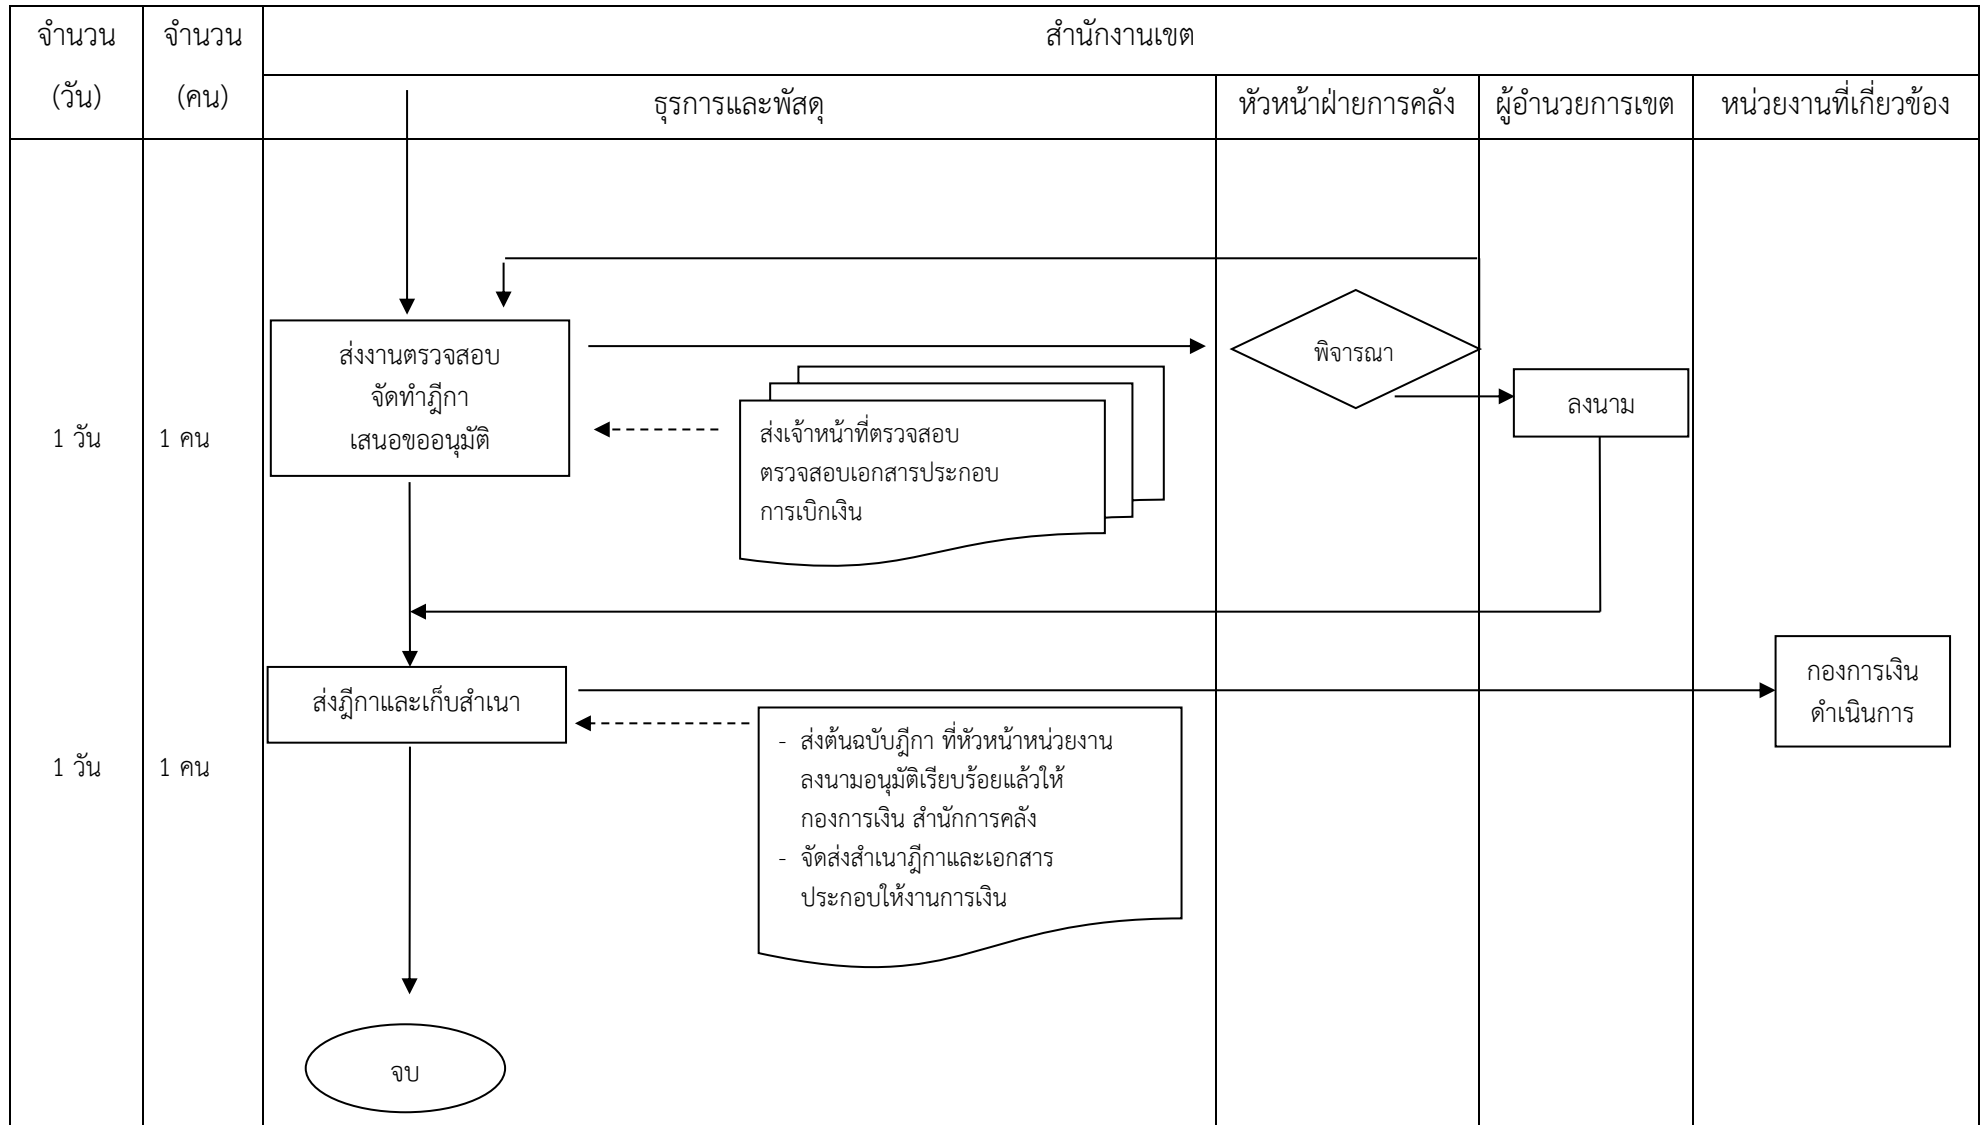 จำนวน
(วัน)
จำนวน
(คน)
สำนักงานเขต
ธุรการและพัสดุ
หัวหน้าฝ่ายการคลัง
ผู้อำนวยการเขต
หน่วยงานที่เกี่ยวข้อง
ส่งงานตรวจสอบ
จัดทำฎีกา
เสนอขออนุมัติ
พิจารณา
ลงนาม
1 วัน
1 คน
ส่งเจ้าหน้าที่ตรวจสอบ
ตรวจสอบเอกสารประกอบ
การเบิกเงิน
ส่งฎีกาและเก็บสำเนา
กองการเงิน
ดำเนินการ
1 วัน
1 คน
- ส่งต้นฉบับฎีกา ที่หัวหน้าหน่วยงาน
ลงนามอนุมัติเรียบร้อยแล้วให้
กองการเงิน สำนักการคลัง
- จัดส่งสำเนาฎีกาและเอกสาร
ประกอบให้งานการเงิน
จบ